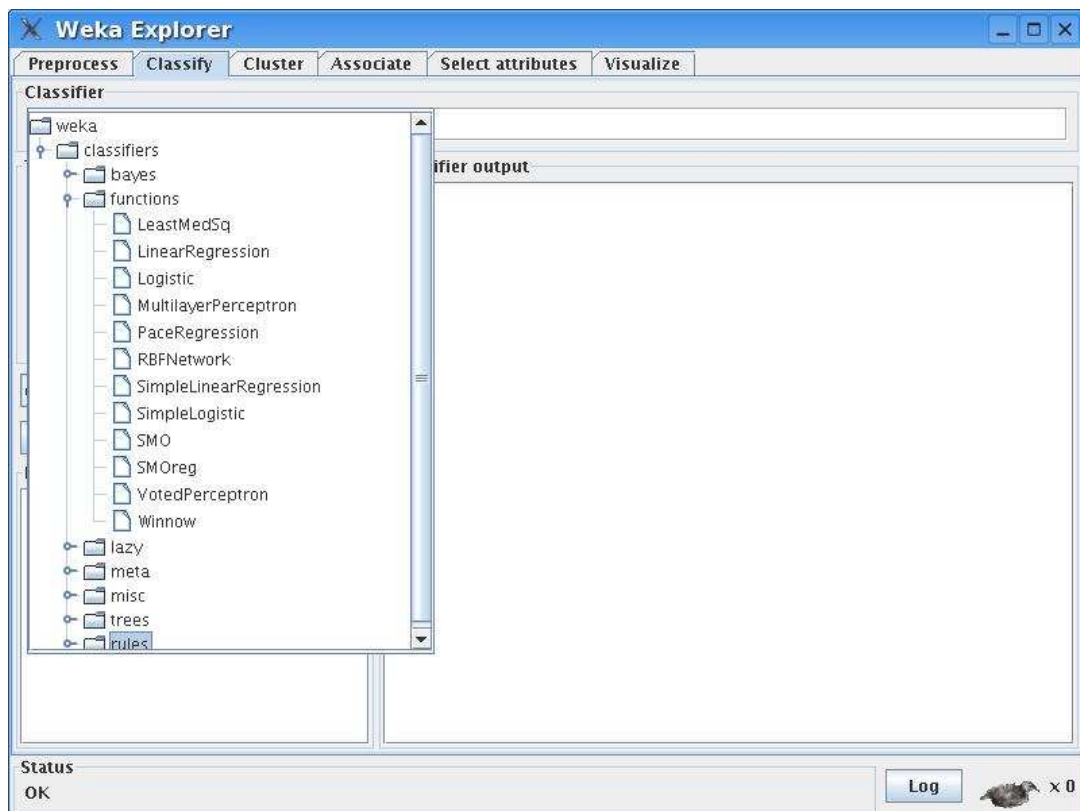 Weka Explorer
Preprocess Classify Cluster Associate Select attributes Visualize
Classifier
weka
classifiers
bayes
functions
LeastMedSq
LinearRegression
Logistic
MultilayerPerceptron
PaceRegression
RBFNetwork
SimpleLinearRegression
SimpleLogistic
SMO
SMOreg
VotedPerceptron
Winnow
lazy
meta
misc
trees
rules
ifier output
Status
OK
Log
x 0